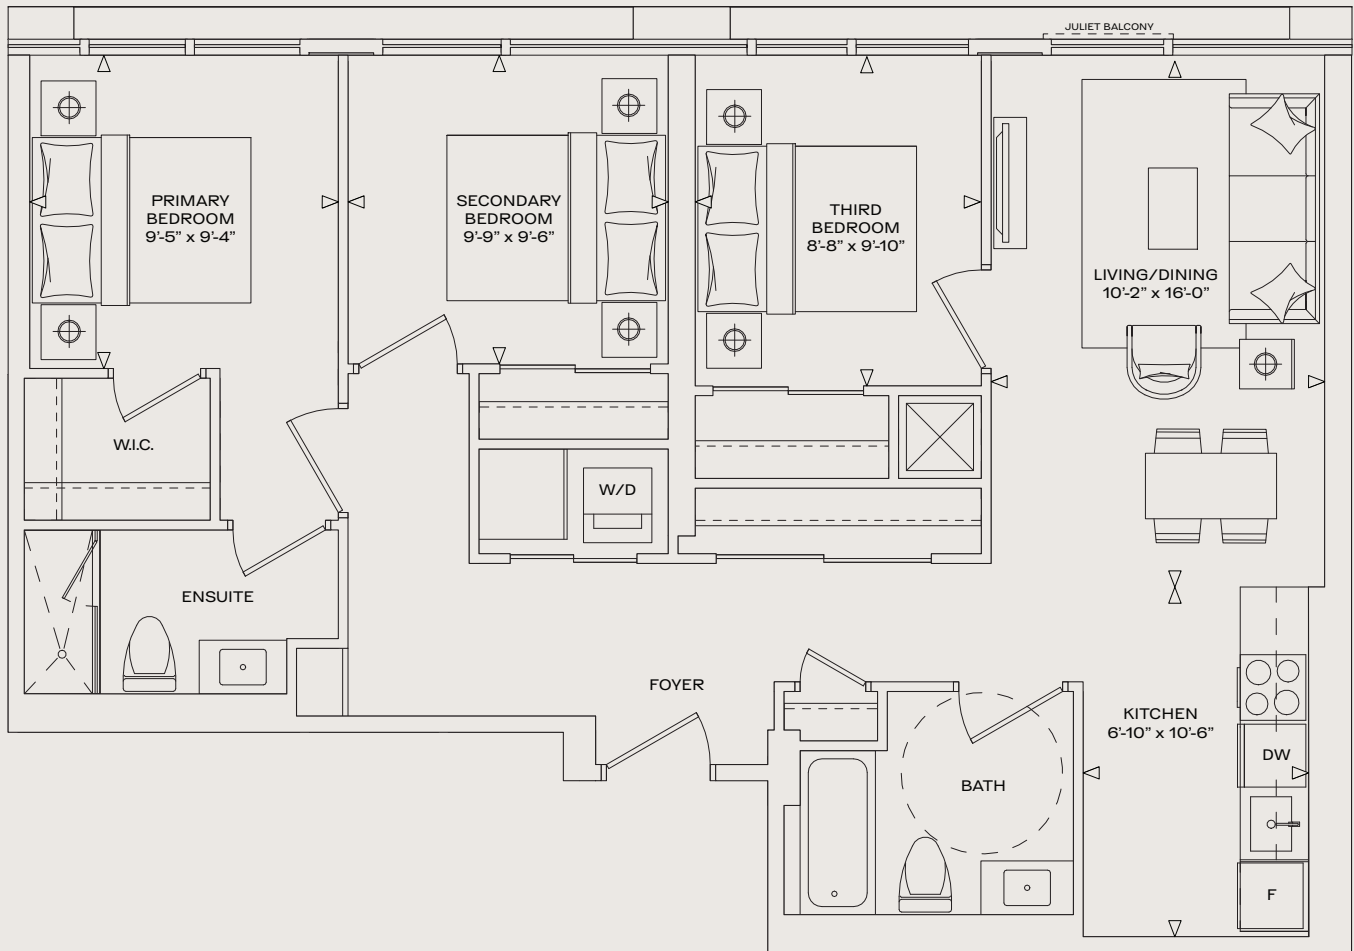 JULIET BALCONY
PRIMARY
BEDROOM
9'-5" x 9'-4"
SECONDARY
BEDROOM
9'-9" x 9'-6"
THIRD
BEDROOM
8'-8" x 9'-10"
LIVING/DINING
10'-2" x 16'-0"
W.I.C.
W/D
ENSUITE
FOYER
KITCHEN
6'-10" x 10'-6"
DW
BATH
F